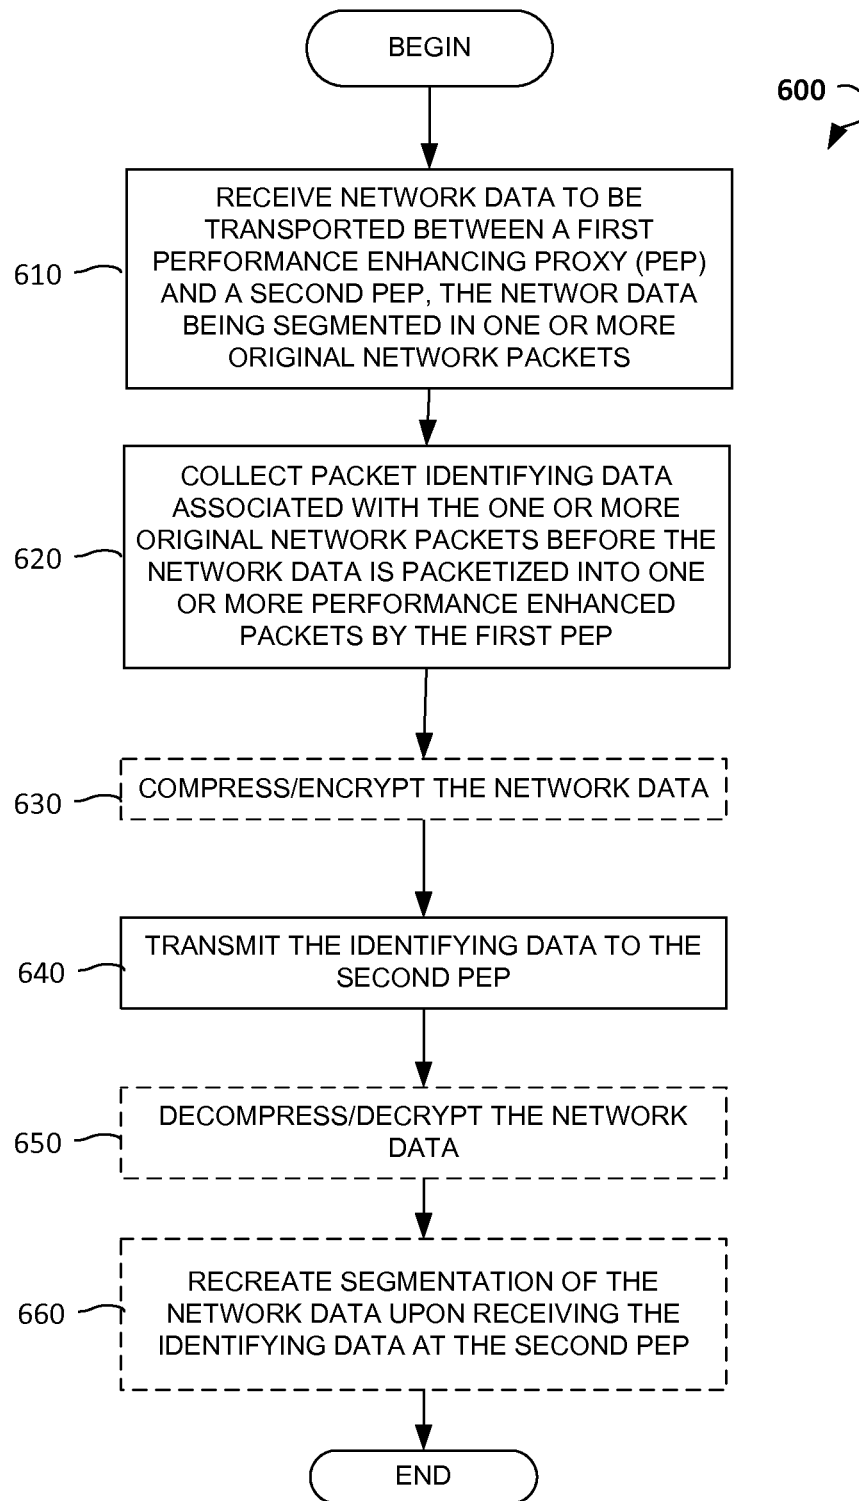 BEGIN
600
RECEIVE NETWORK DATA TO BE
TRANSPORTED BETWEEN A FIRST
PERFORMANCE ENHANCING PROXY (PEP)
AND A SECOND PEP, THE NETWOR DATA
BEING SEGMENTED IN ONE OR MORE
ORIGINAL NETWORK PACKETS
610
COLLECT PACKET IDENTIFYING DATA
ASSOCIATED WITH THE ONE OR MORE
ORIGINAL NETWORK PACKETS BEFORE THE
NETWORK DATA IS PACKETIZED INTO ONE
OR MORE PERFORMANCE ENHANCED
PACKETS BY THE FIRST PEP
620
COMPRESS/ENCRYPT THE NETWORK DATA
630
TRANSMIT THE IDENTIFYING DATA TO THE
SECOND PEP
640
DECOMPRESS/DECRYPT THE NETWORK
DATA
650
RECREATE SEGMENTATION OF THE
NETWORK DATA UPON RECEIVING THE
IDENTIFYING DATA AT THE SECOND PEP
660
END